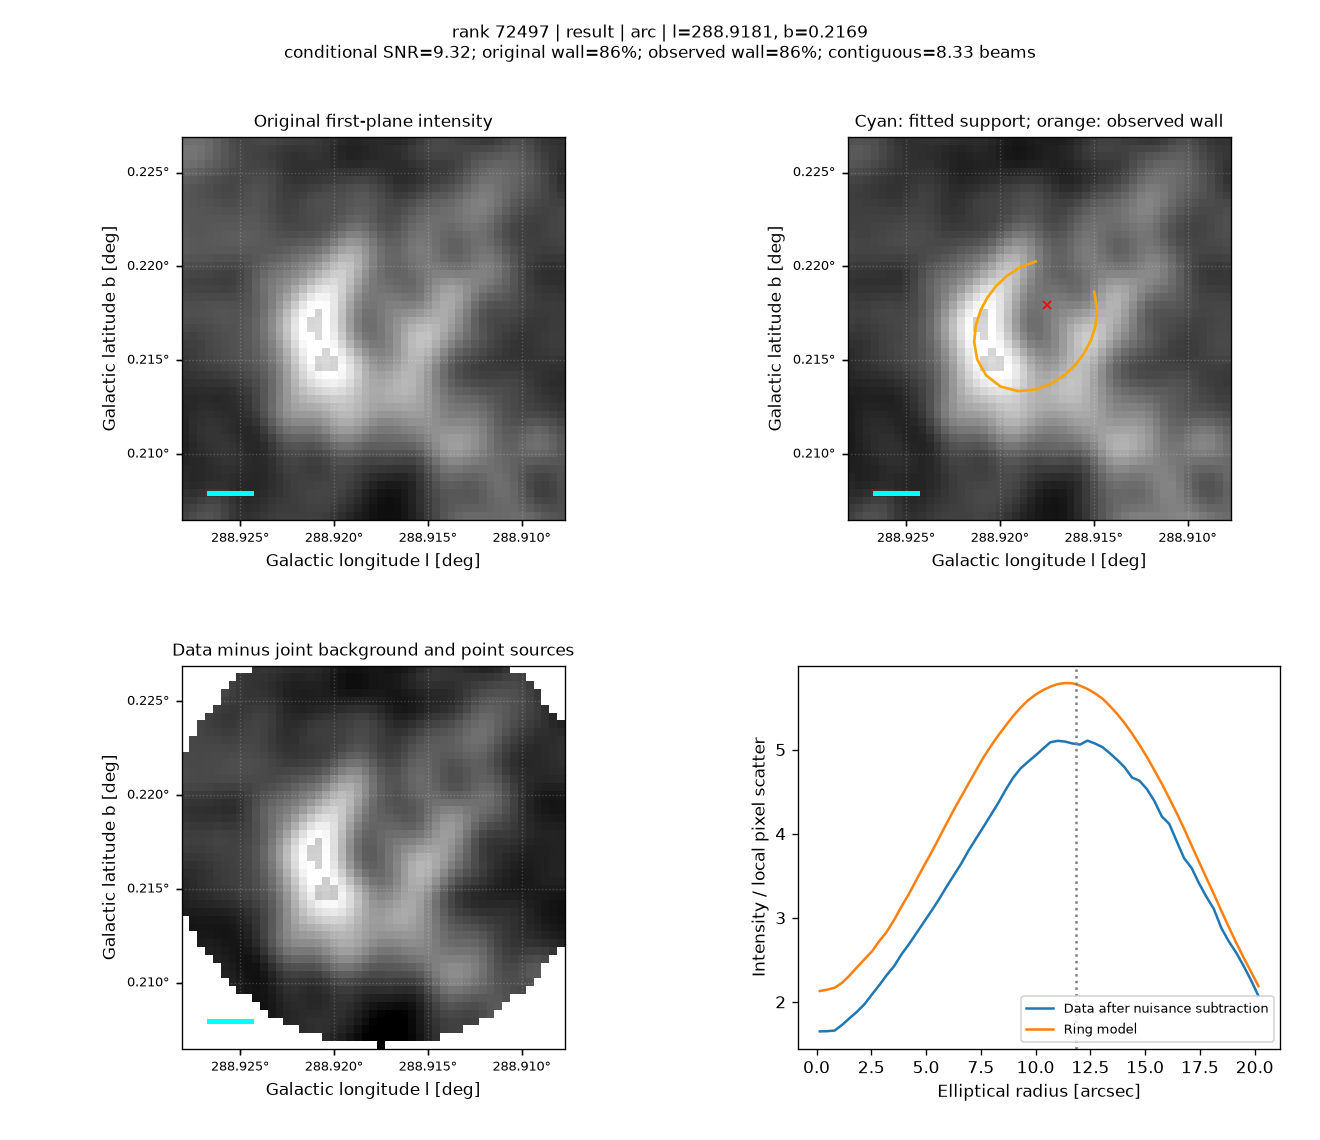 rank 72497 | result | arc | l=288.9181, b=0.2169
conditional SNR=9.32; original wall=86%; observed wall=86%; contiguous=8.33 beams
Original first-plane intensity
0.225°
0.220°
0.215°
0.210°
Galactic latitude b [deg]
288.925°
288.920°
288.915°
288.910°
Galactic longitude l [deg]
Cyan: fitted support; orange: observed wall
0.225°
0.220°
0.215°
0.210°
Galactic latitude b [deg]
288.925°
288.920°
288.915°
288.910°
Galactic longitude l [deg]
Data minus joint background and point sources
0.225°
0.220°
0.215°
0.210°
Galactic latitude b [deg]
288.925°
288.920°
288.915°
288.910°
Galactic longitude l [deg]
5
4
3
2
Intensity / local pixel scatter
Data after nuisance subtraction
Ring model
0.0
2.5
5.0
7.5
10.0
12.5
15.0
17.5
20.0
Elliptical radius [arcsec]